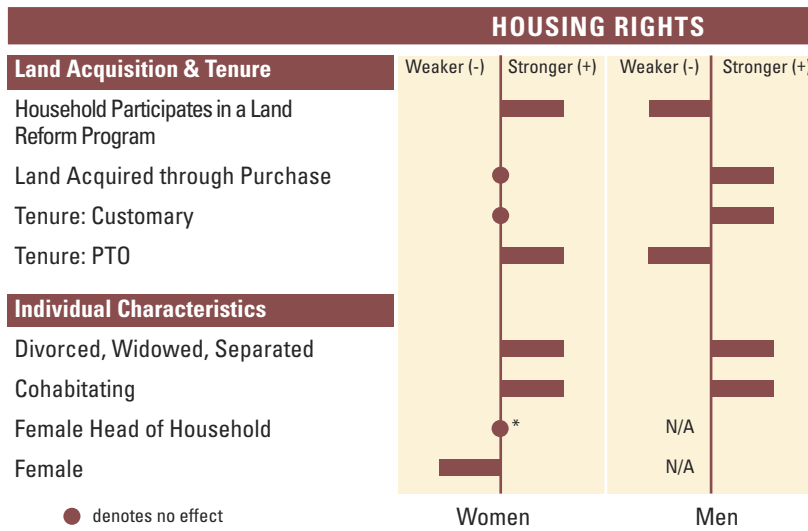 HOUSING RIGHTS
Land Acquisition & Tenure
Weaker (-) Stronger (+) Weaker (-) Stronger (+)
Household Participates in a Land
Reform Program
Land Acquired through Purchase
Tenure: Customary
Tenure: PTO
Individual Characteristics
Divorced, Widowed, Separated
Cohabitating
Female Head of Household * N/A
Female N/A
denotes no effect Women Men